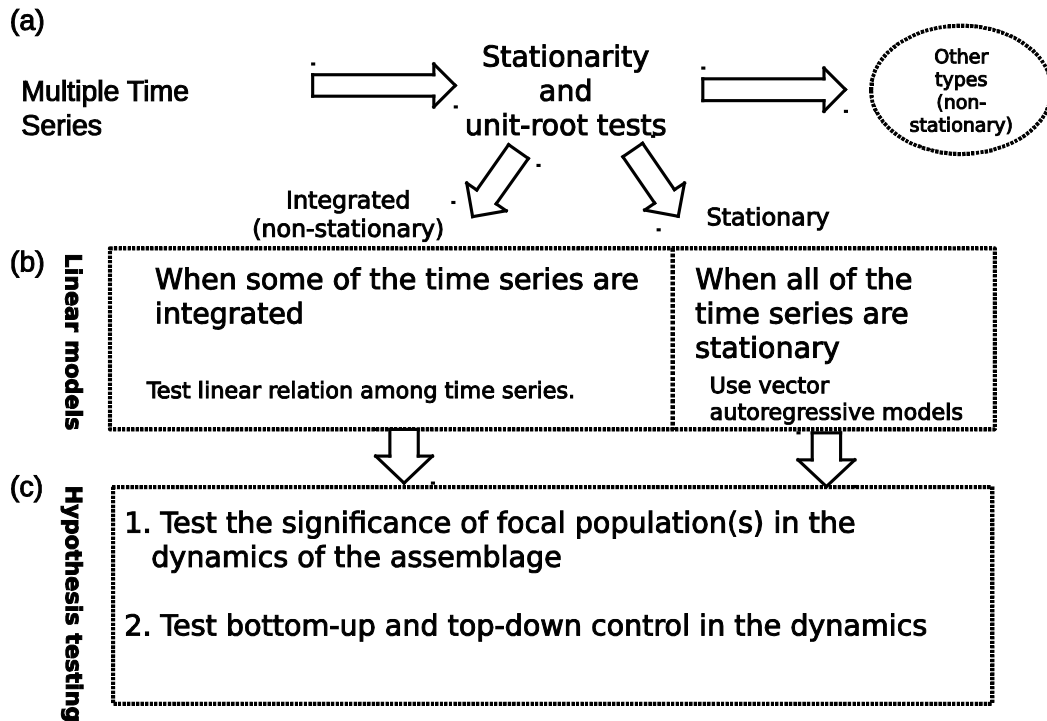 (a)
Multiple Time
Series
Stationarity
and
unit-root tests
Other
types
(non-
stationary)
Integrated
(non-stationary)
Stationary
(b)
Linear models
When some of the time series are
integrated
Test linear relation among time series.
When all of the
time series are
stationary
Use vector
autoregressive models
(c)
Hypothesis testing
1. Test the significance of focal population(s) in the
dynamics of the assemblage
2. Test bottom-up and top-down control in the dynamics